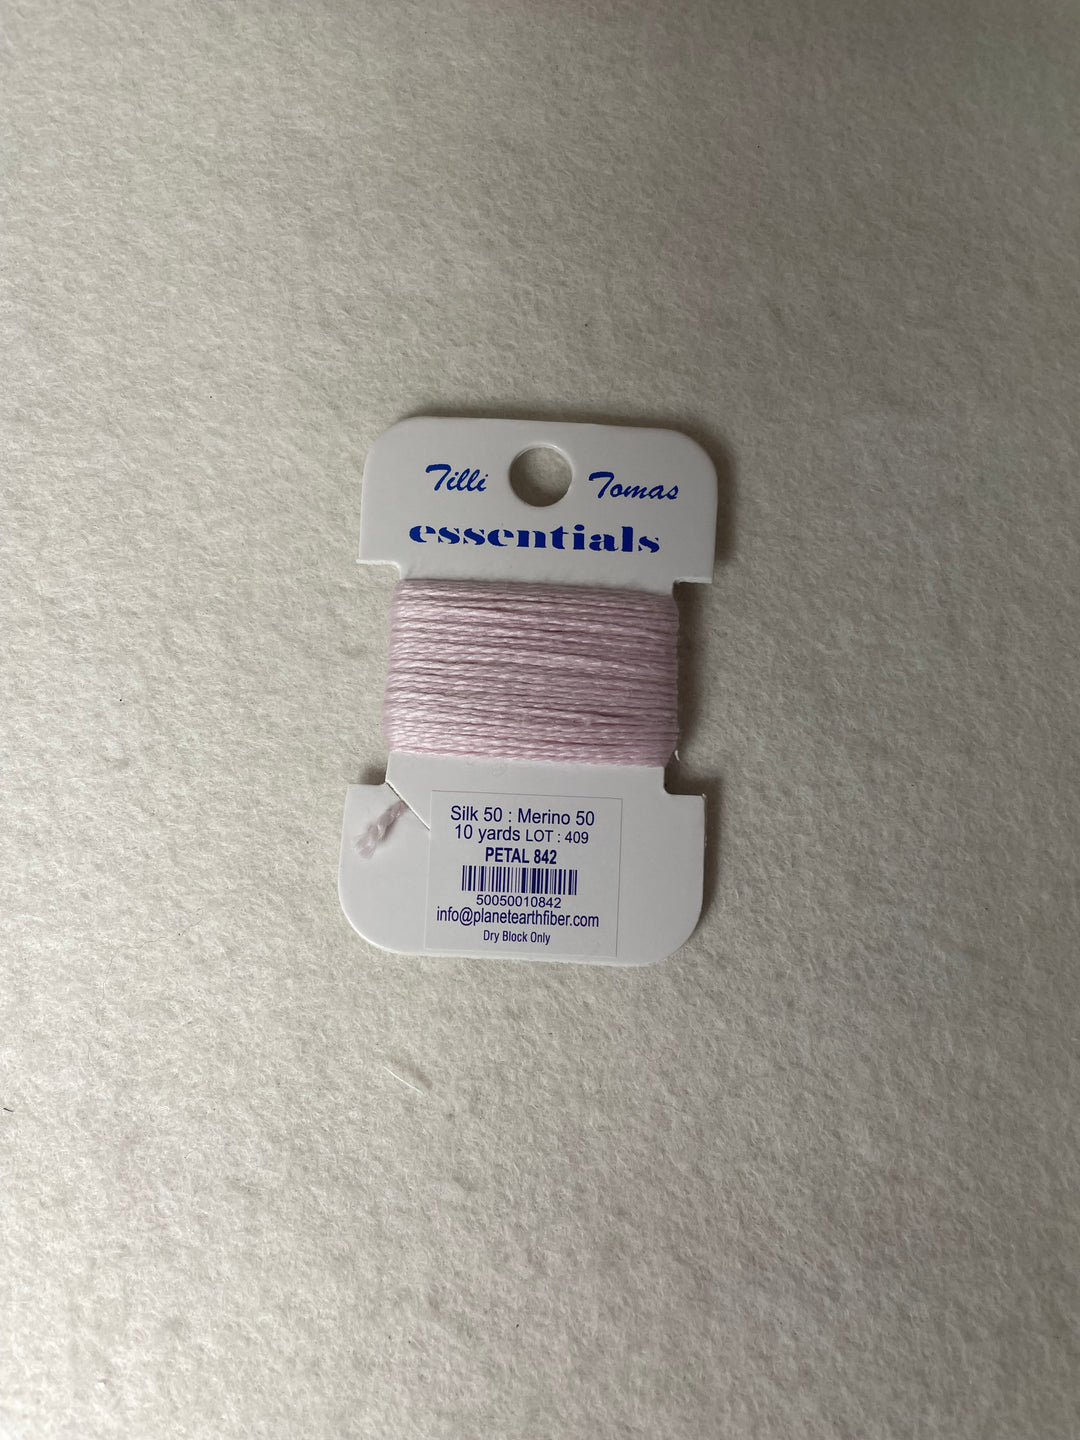 Tilli Tomas
essentials
Silk 50 : Merino 50
10 yards LOT : 409
PETAL 842
50050010842
info@planetearthfiber.com
Dry Block Only